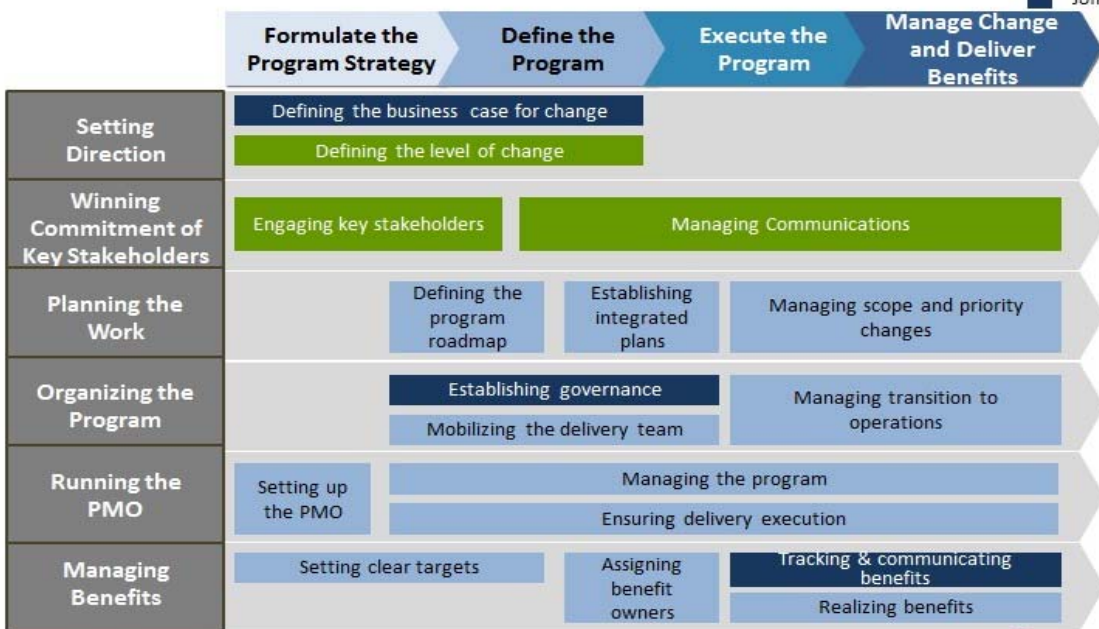 Formulate the
Program Strategy
Define the
Program
Execute the
Program
Manage Change
and Deliver
Benefits
Setting
Direction
Defining the business case for change
Defining the level of change
Winning
Commitment of
Key Stakeholders
Engaging key stakeholders
Managing Communications
Planning the
Work
Defining the
program
roadmap
Establishing
integrated
plans
Managing scope and priority
changes
Organizing the
Program
Establishing governance
Mobilizing the delivery team
Managing transition to
operations
Running the
PMO
Setting up
the PMO
Managing the program
Ensuring delivery execution
Managing
Benefits
Setting clear targets
Assigning
benefit
owners
Tracking & communicating
benefits
Realizing benefits